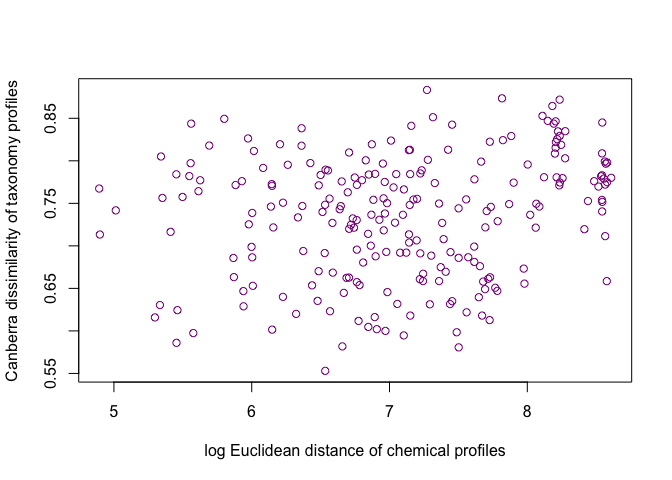 Canberra dissimilarity of taxonomy profiles
0.85
0.75
0.65
0.55
5 6 7 8
log Euclidean distance of chemical profiles